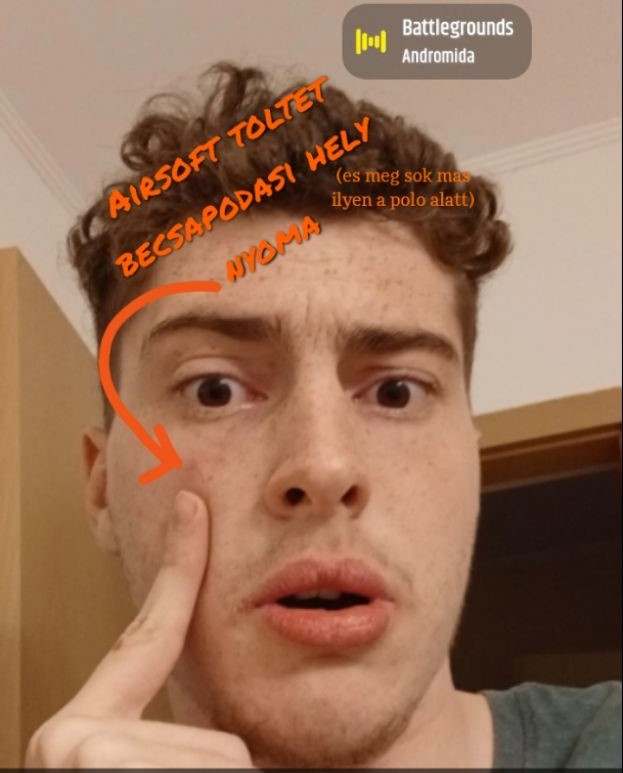 Battlegrounds
Andromida
AIRSOFT TOLTET
BECSAPODASI HELY
NYOMA
(es meg sok mas
ilyen a polo alatt)